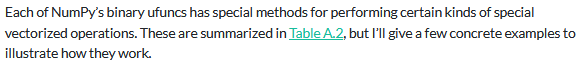 Each of NumPy’s binary ufuncs has special methods for performing certain kinds of special
vectorized operations. These are summarized in Table A.2, but I’ll give a few concrete examples to
illustrate how they work.